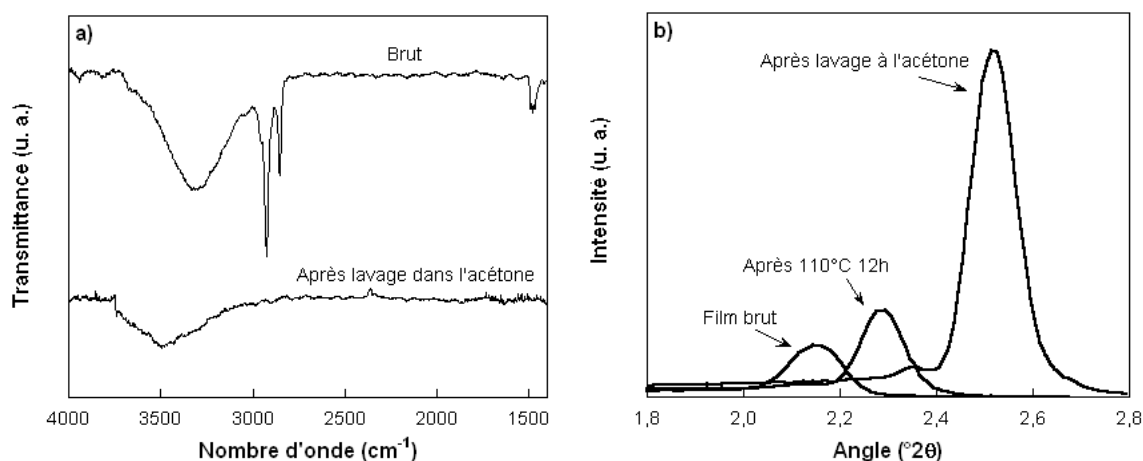 a)
Brut
Après lavage dans l'acétone
Transmittance (u. a.)
4000 3500 3000 2500 2000 1500
Nombre d'onde (cm-1)
b)
Après lavage à l'acétone
Après 110°C 12h
Film brut
Intensité (u. a.)
1,8 2,0 2,2 2,4 2,6 2,8
Angle (°2θ)